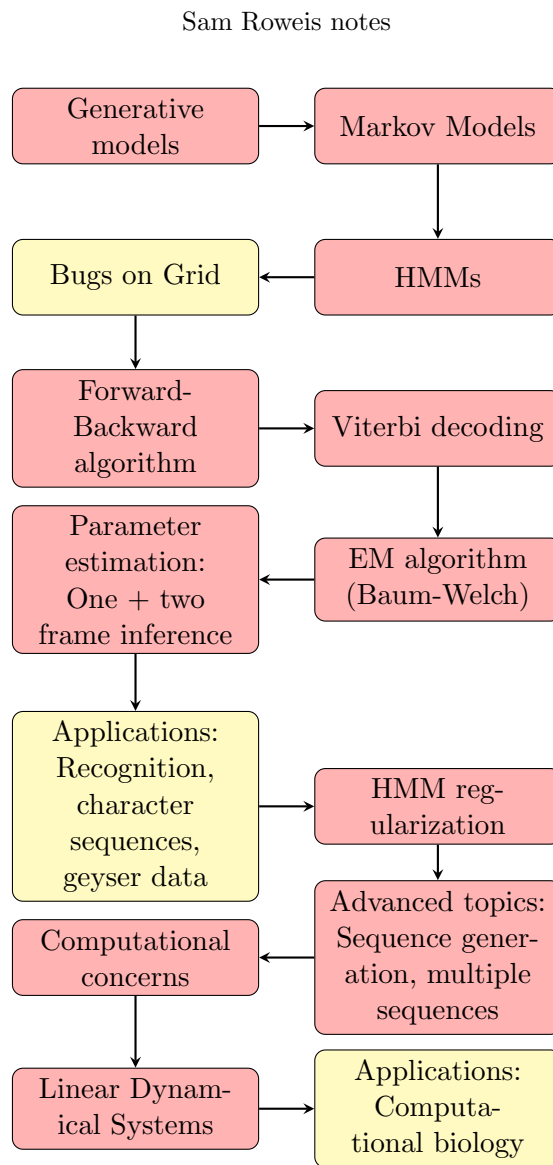 Sam Roweis notes
Generative
models
Markov Models
HMMs
Bugs on Grid
Forward-
Backward
algorithm
Viterbi decoding
EM algorithm
(Baum-Welch)
Parameter
estimation:
One + two
frame inference
Applications:
Recognition,
character
sequences,
geyser data
HMM reg-
ularization
Advanced topics:
Sequence gener-
ation, multiple
sequences
Computational
concerns
Linear Dynam-
ical Systems
Applications:
Computa-
tional biology